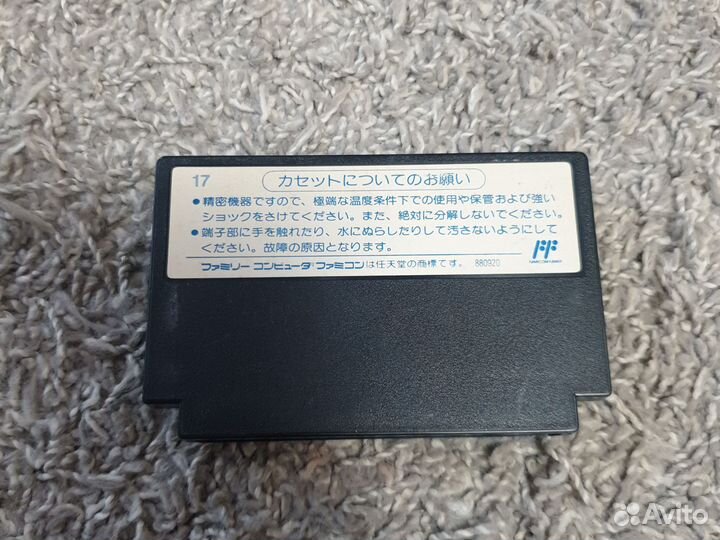 17
カセットについてのお願い
●精密機器ですので、極端な温度条件下での使用や保管および強い
ショックをさけてください。また、絶対に分解しないでください。
●端子部に手を触れたり、水にぬらしたりして汚さないようにして
ください。故障の原因となります。
ファミリーコンピュータ/ファミコンは任天堂の商標です。 880920
Avito